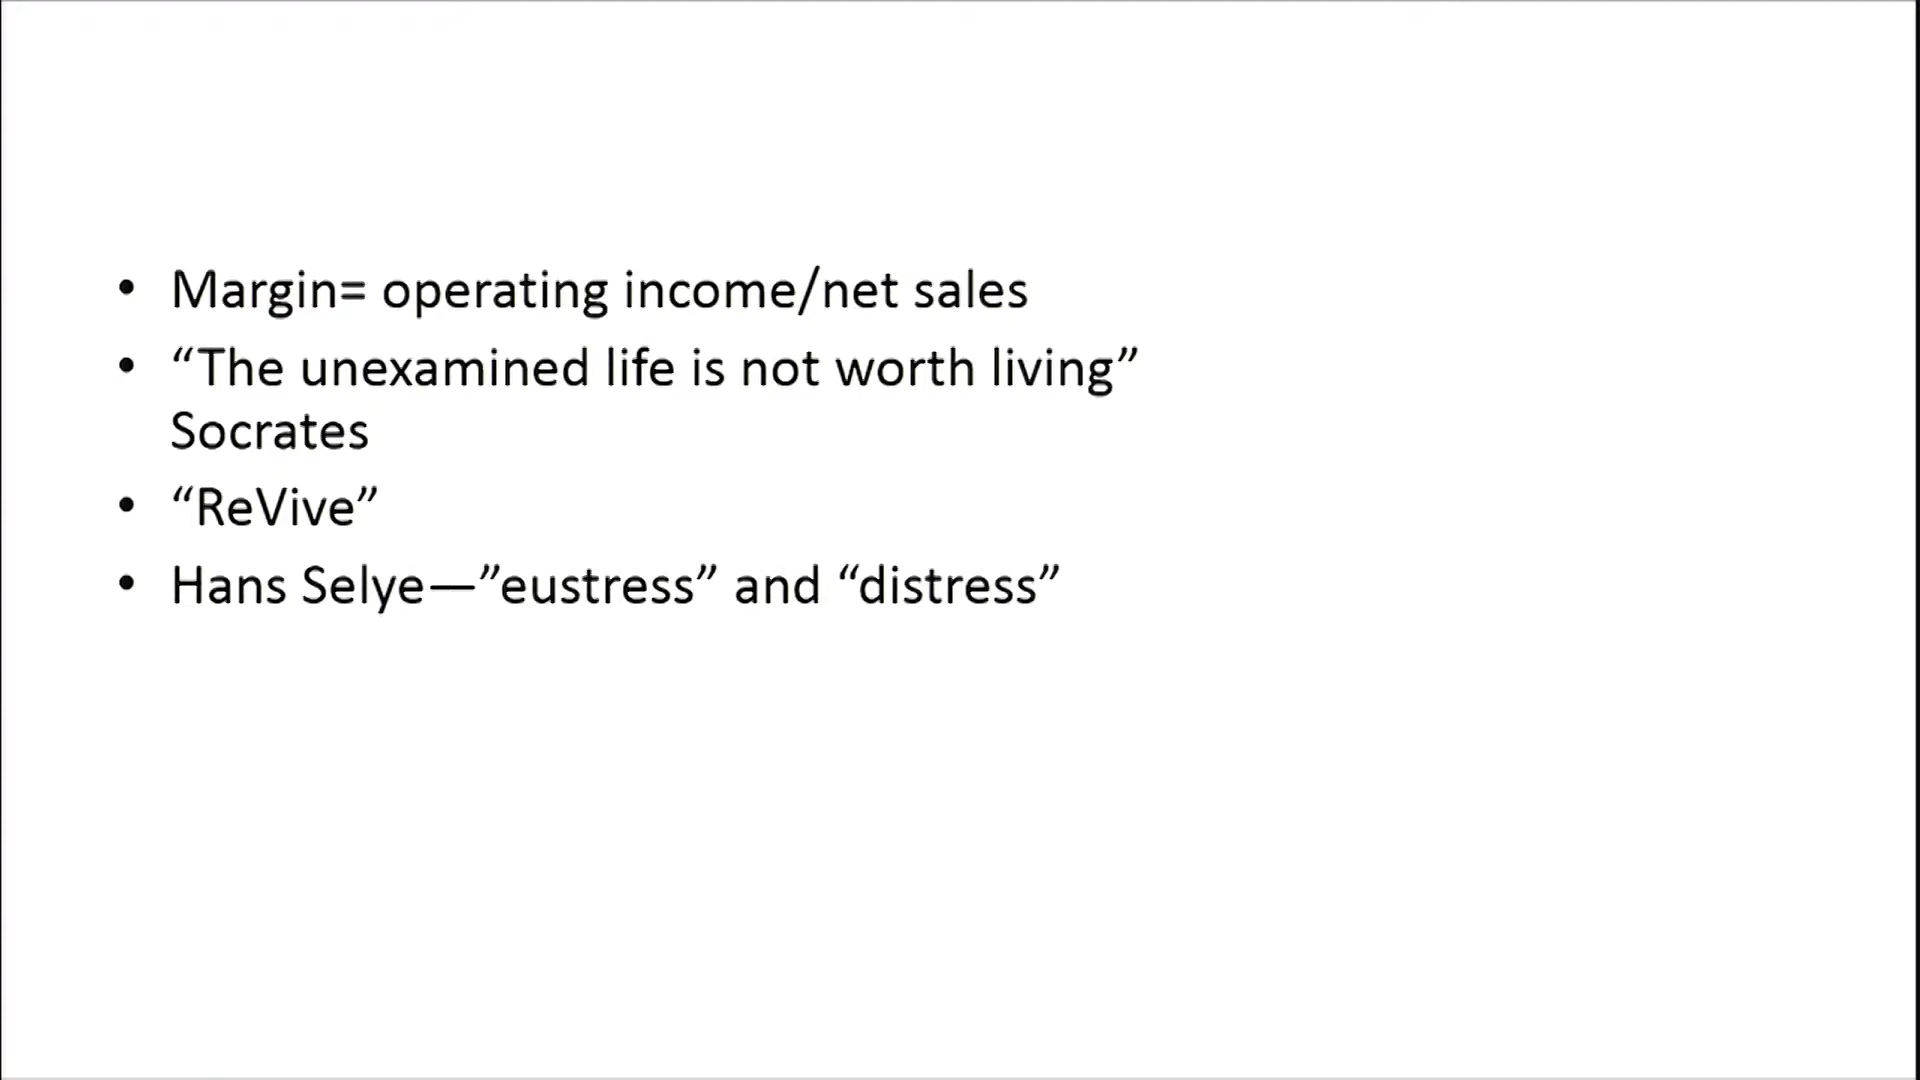 • Margin= operating income/net sales
• “The unexamined life is not worth living”
Socrates
• “ReVive”
• Hans Selye—”eustress” and “distress”